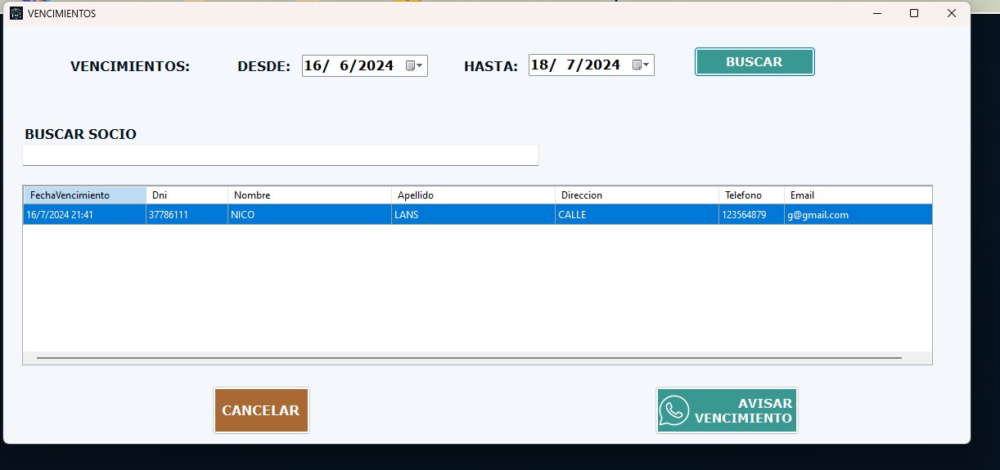 VENCIMIENTOS
VENCIMIENTOS: DESDE: 16/ 6/2024 HASTA: 18/ 7/2024 BUSCAR
BUSCAR SOCIO
FechaVencimiento Dni Nombre Apellido Direccion Telefono Email
16/7/2024 21:41 37786111 NICO LANS CALLE 123564879 g@gmail.com
CANCELAR
AVISAR
VENCIMIENTO